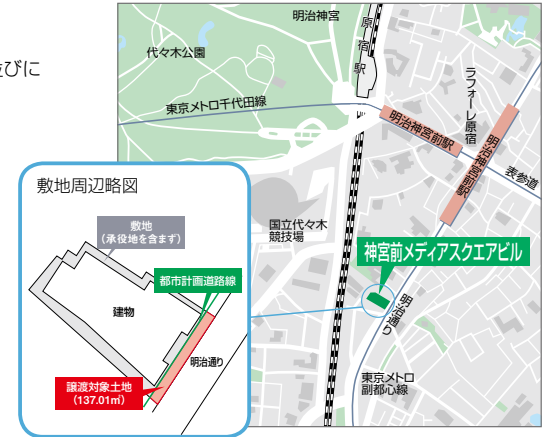 並びに
明治神宮
原宿駅
代々木公園
ラフォーレ原宿
東京メトロ千代田線
明治神宮前駅
明治神宮前駅
表参道
敷地周辺略図
敷地
（承役地を含まず）
国立代々木
競技場
神宮前メディアスクエアビル
都市計画道路線
建物
明治通り
明治通り
譲渡対象土地
（137.01㎡）
東京メトロ
副都心線